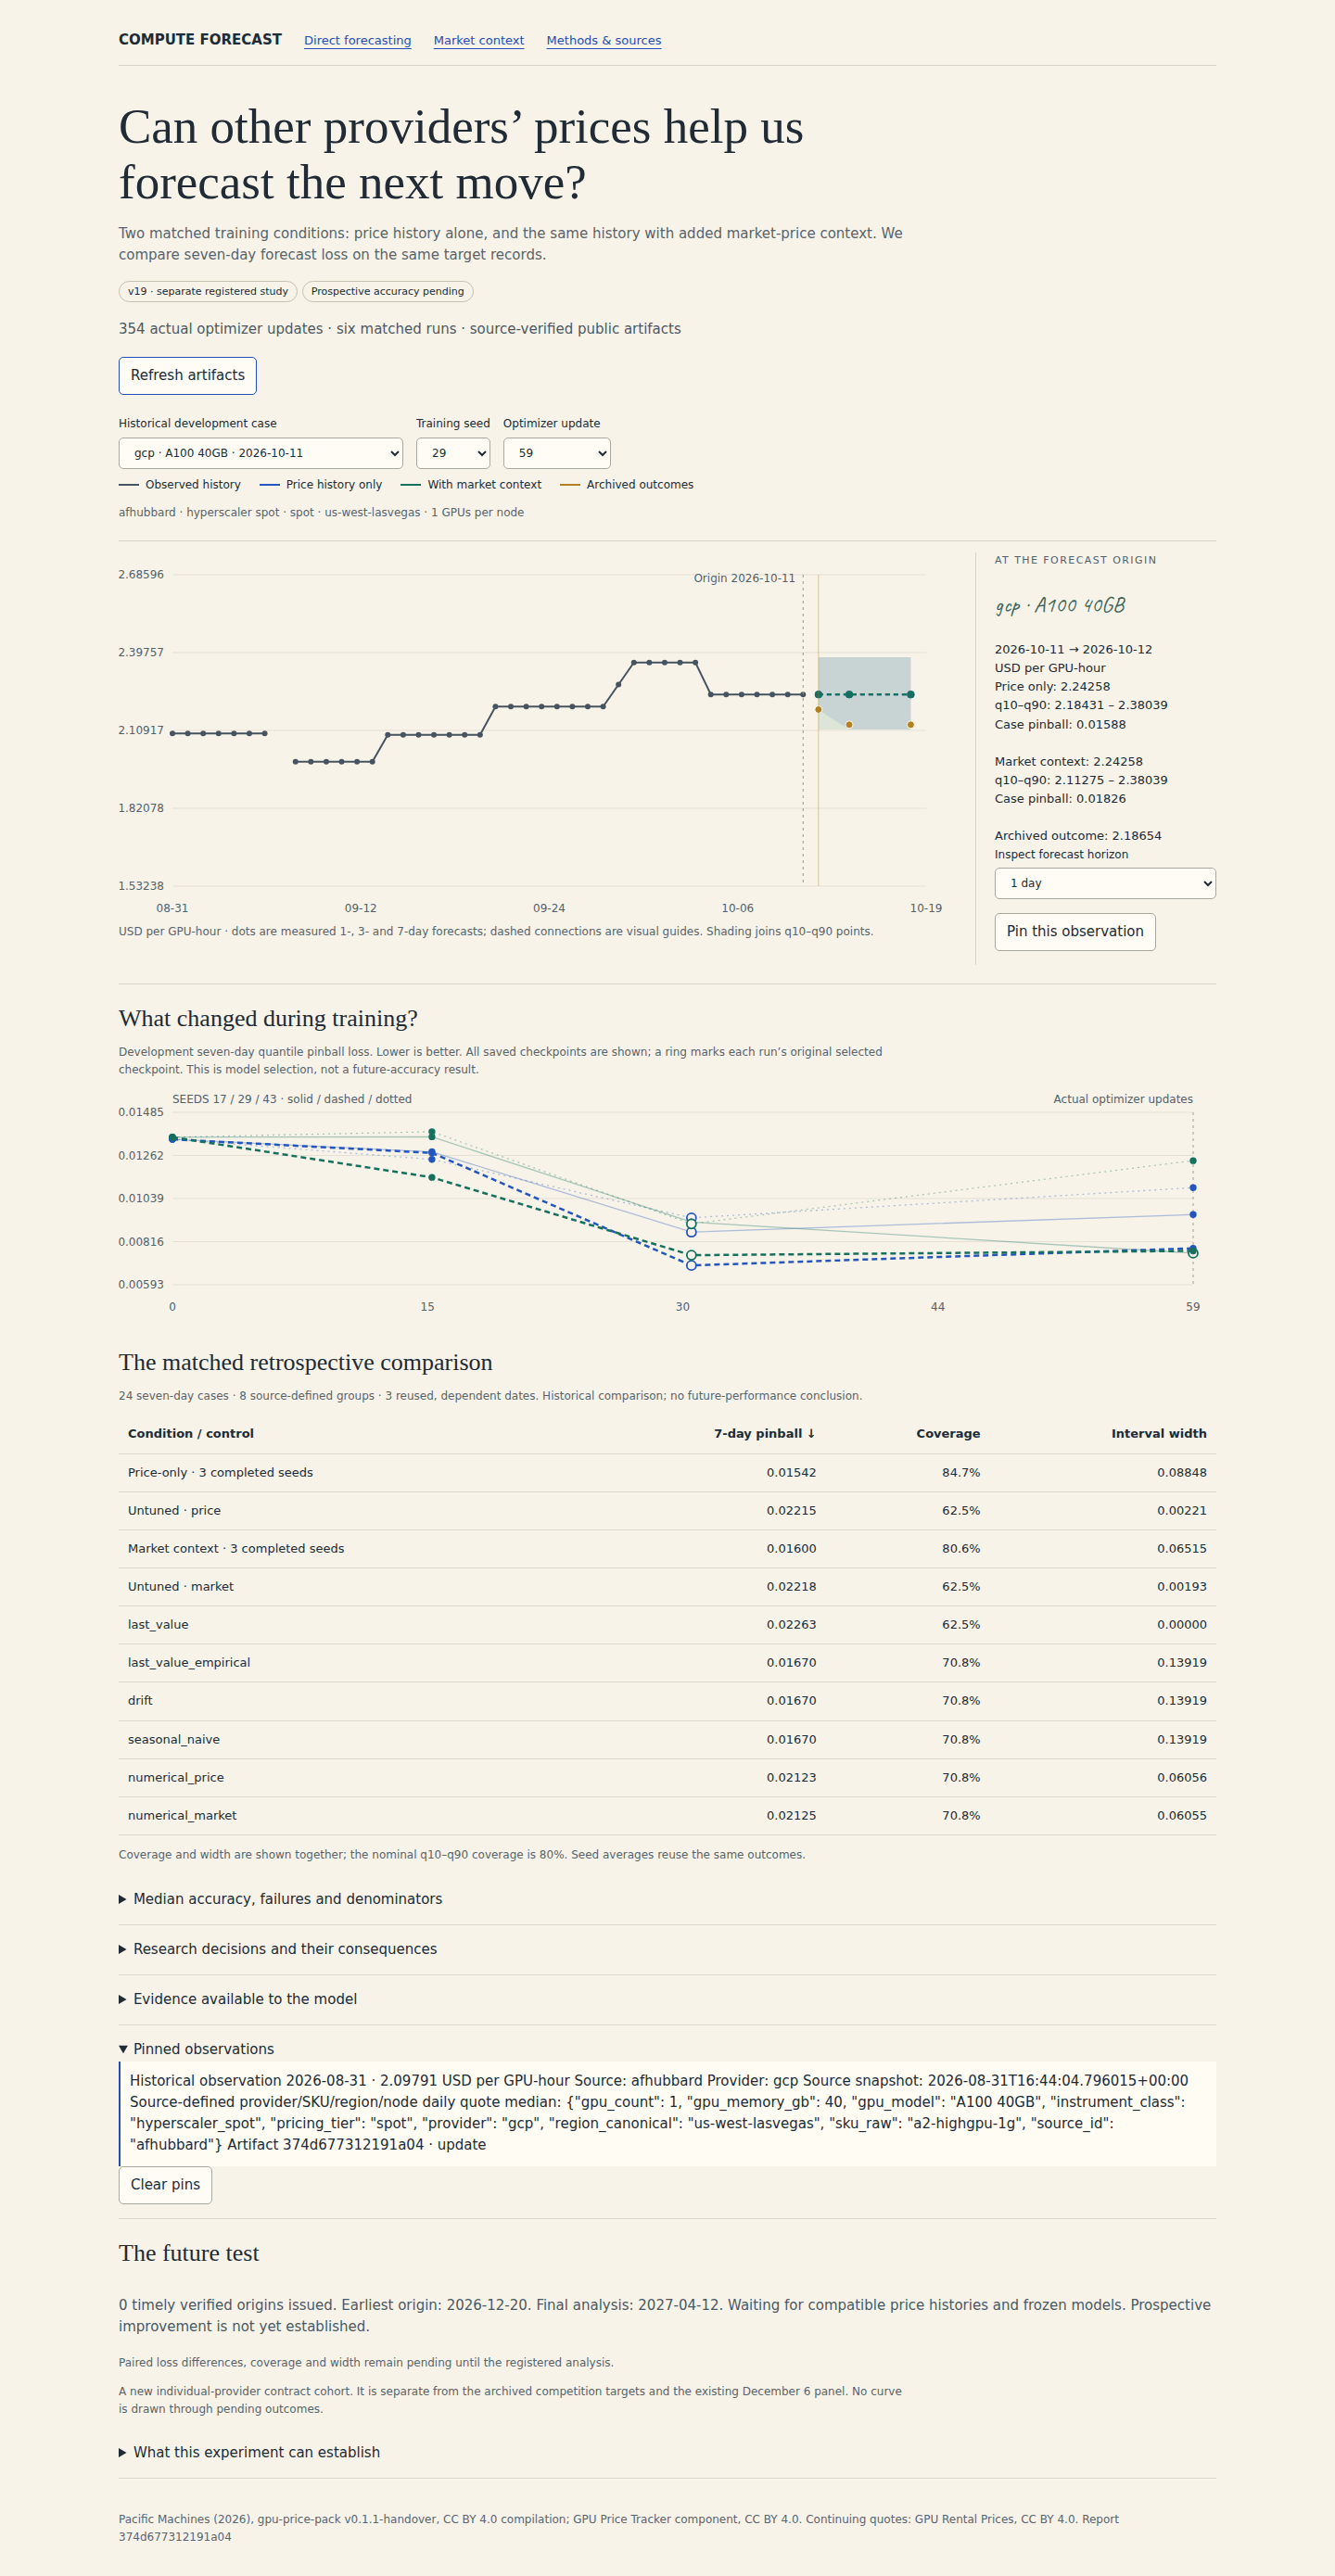 COMPUTE FORECAST Direct forecasting Market context Methods & sources
Can other providers’ prices help us
forecast the next move?
Two matched training conditions: price history alone, and the same history with added market-price context. We
compare seven-day forecast loss on the same target records.
v19 · separate registered study Prospective accuracy pending
354 actual optimizer updates · six matched runs · source-verified public artifacts
Refresh artifacts
Historical development case Training seed Optimizer update
gcp · A100 40GB · 2026-10-11 29 59
Observed history Price history only With market context Archived outcomes
afhubbard · hyperscaler spot · spot · us-west-lasvegas · 1 GPUs per node
2.68596
2.39757
2.10917
1.82078
1.53238
Origin 2026-10-11
08-31 09-12 09-24 10-06 10-19
USD per GPU-hour · dots are measured 1-, 3- and 7-day forecasts; dashed connections are visual guides. Shading joins q10–q90 points.
AT THE FORECAST ORIGIN
gcp · A100 40GB
2026-10-11 → 2026-10-12
USD per GPU-hour
Price only: 2.24258
q10–q90: 2.18431 – 2.38039
Case pinball: 0.01588
Market context: 2.24258
q10–q90: 2.11275 – 2.38039
Case pinball: 0.01826
Archived outcome: 2.18654
Inspect forecast horizon
1 day
Pin this observation
What changed during training?
Development seven-day quantile pinball loss. Lower is better. All saved checkpoints are shown; a ring marks each run’s original selected
checkpoint. This is model selection, not a future-accuracy result.
SEEDS 17 / 29 / 43 · solid / dashed / dotted Actual optimizer updates
0.01485
0.01262
0.01039
0.00816
0.00593
0 15 30 44 59
The matched retrospective comparison
24 seven-day cases · 8 source-defined groups · 3 reused, dependent dates. Historical comparison; no future-performance conclusion.
Condition / control 7-day pinball ↓ Coverage Interval width
Price-only · 3 completed seeds 0.01542 84.7% 0.08848
Untuned · price 0.02215 62.5% 0.00221
Market context · 3 completed seeds 0.01600 80.6% 0.06515
Untuned · market 0.02218 62.5% 0.00193
last_value 0.02263 62.5% 0.00000
last_value_empirical 0.01670 70.8% 0.13919
drift 0.01670 70.8% 0.13919
seasonal_naive 0.01670 70.8% 0.13919
numerical_price 0.02123 70.8% 0.06056
numerical_market 0.02125 70.8% 0.06055
Coverage and width are shown together; the nominal q10–q90 coverage is 80%. Seed averages reuse the same outcomes.
Median accuracy, failures and denominators
Research decisions and their consequences
Evidence available to the model
Pinned observations
Historical observation 2026-08-31 · 2.09791 USD per GPU-hour Source: afhubbard Provider: gcp Source snapshot: 2026-08-31T16:44:04.796015+00:00
Source-defined provider/SKU/region/node daily quote median: {"gpu_count": 1, "gpu_memory_gb": 40, "gpu_model": "A100 40GB", "instrument_class":
"hyperscaler_spot", "pricing_tier": "spot", "provider": "gcp", "region_canonical": "us-west-lasvegas", "sku_raw": "a2-highgpu-1g", "source_id":
"afhubbard"} Artifact 374d677312191a04 · update
Clear pins
The future test
0 timely verified origins issued. Earliest origin: 2026-12-20. Final analysis: 2027-04-12. Waiting for compatible price histories and frozen models. Prospective
improvement is not yet established.
Paired loss differences, coverage and width remain pending until the registered analysis.
A new individual-provider contract cohort. It is separate from the archived competition targets and the existing December 6 panel. No curve
is drawn through pending outcomes.
What this experiment can establish
Pacific Machines (2026), gpu-price-pack v0.1.1-handover, CC BY 4.0 compilation; GPU Price Tracker component, CC BY 4.0. Continuing quotes: GPU Rental Prices, CC BY 4.0. Report
374d677312191a04